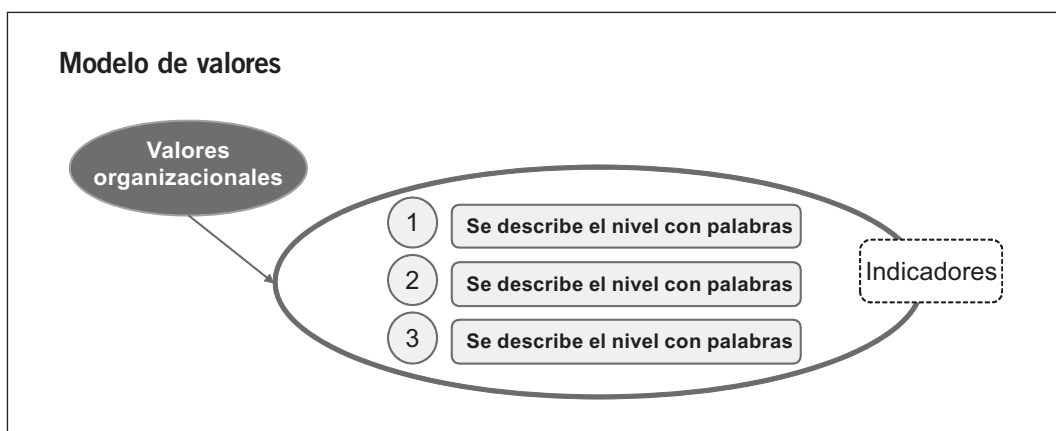 Modelo de valores
Valores
organizacionales
1 Se describe el nivel con palabras
2 Se describe el nivel con palabras
3 Se describe el nivel con palabras
Indicadores